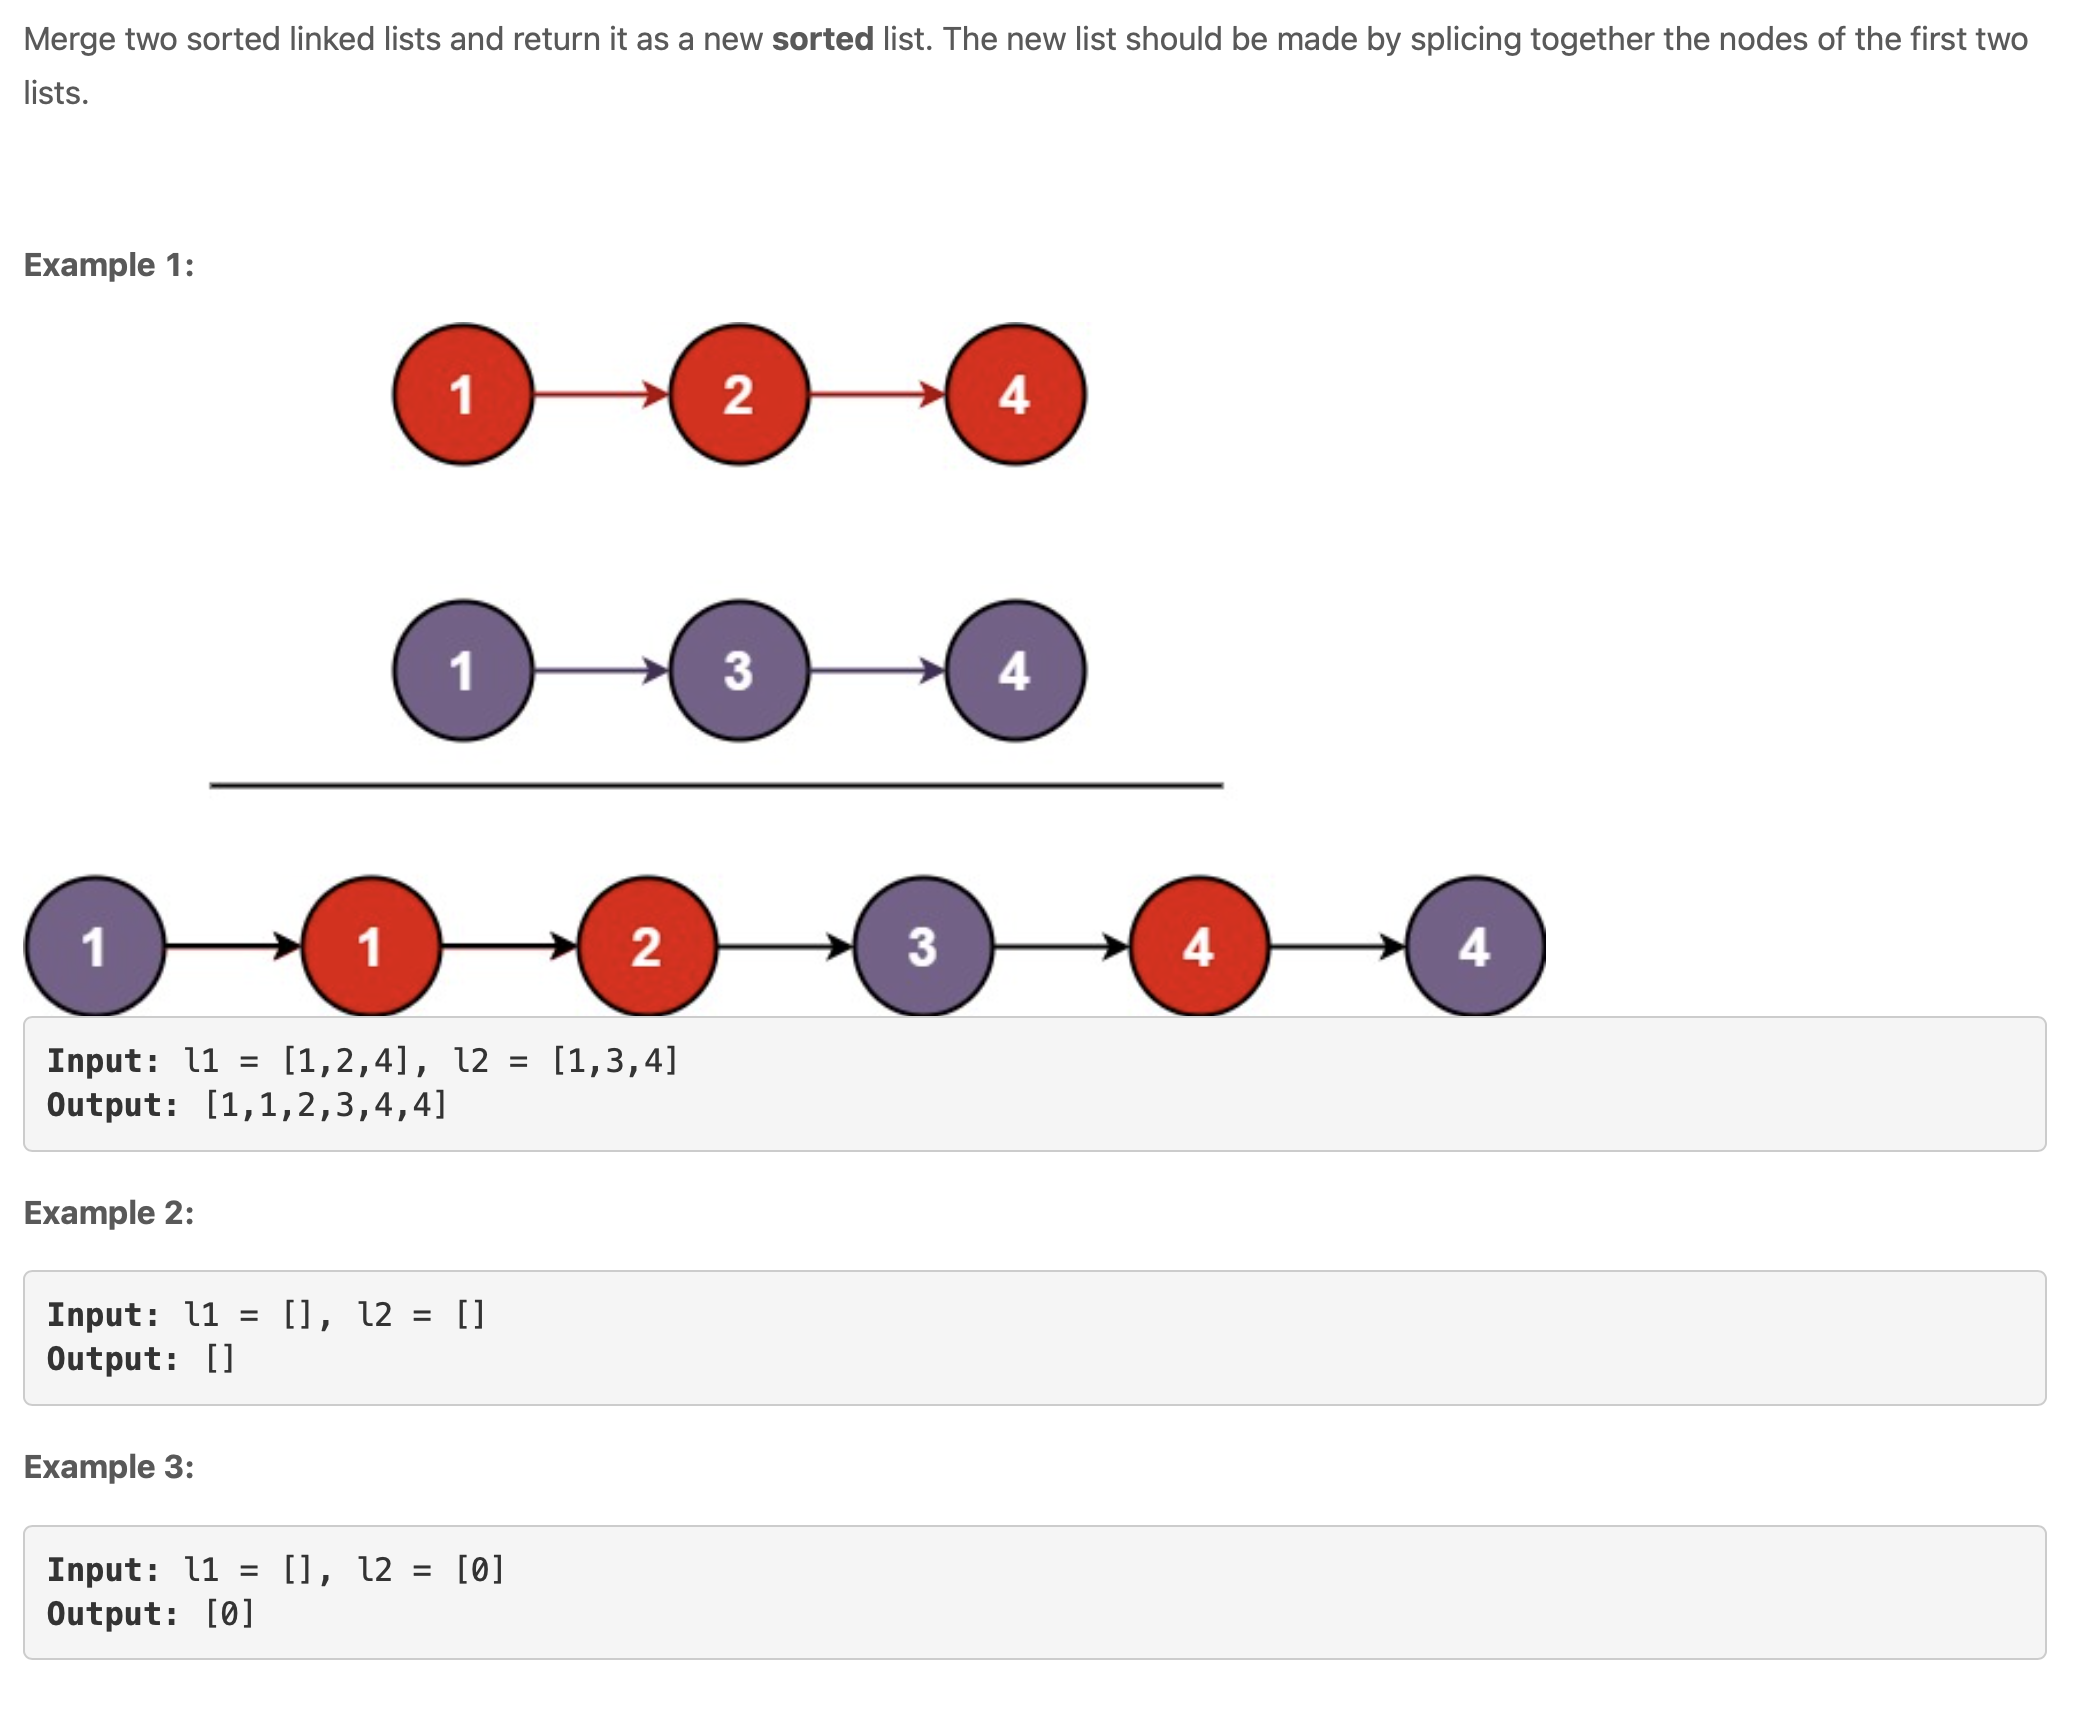 Merge two sorted linked lists and return it as a new sorted list. The new list should be made by splicing together the nodes of the first two
lists.
Example 1:
1 2 4
1 3 4
1 1 2 3 4 4
Input: l1 = [1,2,4], l2 = [1,3,4]
Output: [1,1,2,3,4,4]
Example 2:
Input: l1 = [], l2 = []
Output: []
Example 3:
Input: l1 = [], l2 = [0]
Output: [0]